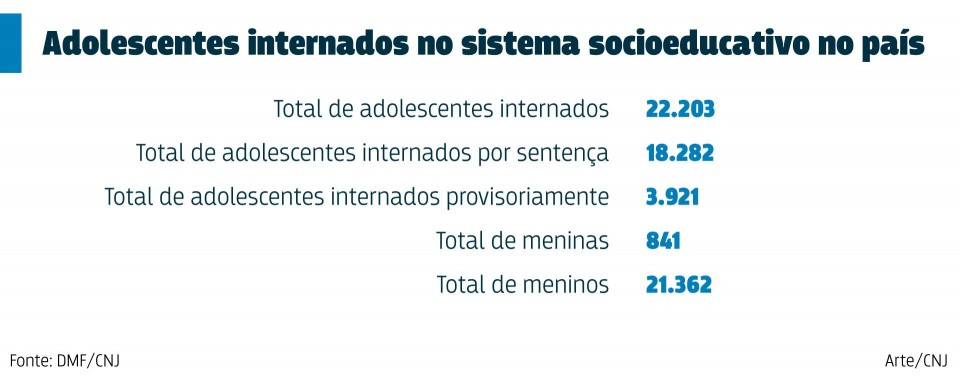 Adolescentes internados no sistema socioeducativo no país
Total de adolescentes internados 22.203
Total de adolescentes internados por sentença 18.282
Total de adolescentes internados provisoriamente 3.921
Total de meninas 841
Total de meninos 21.362
Fonte: DMF/CNJ Arte/CNJ